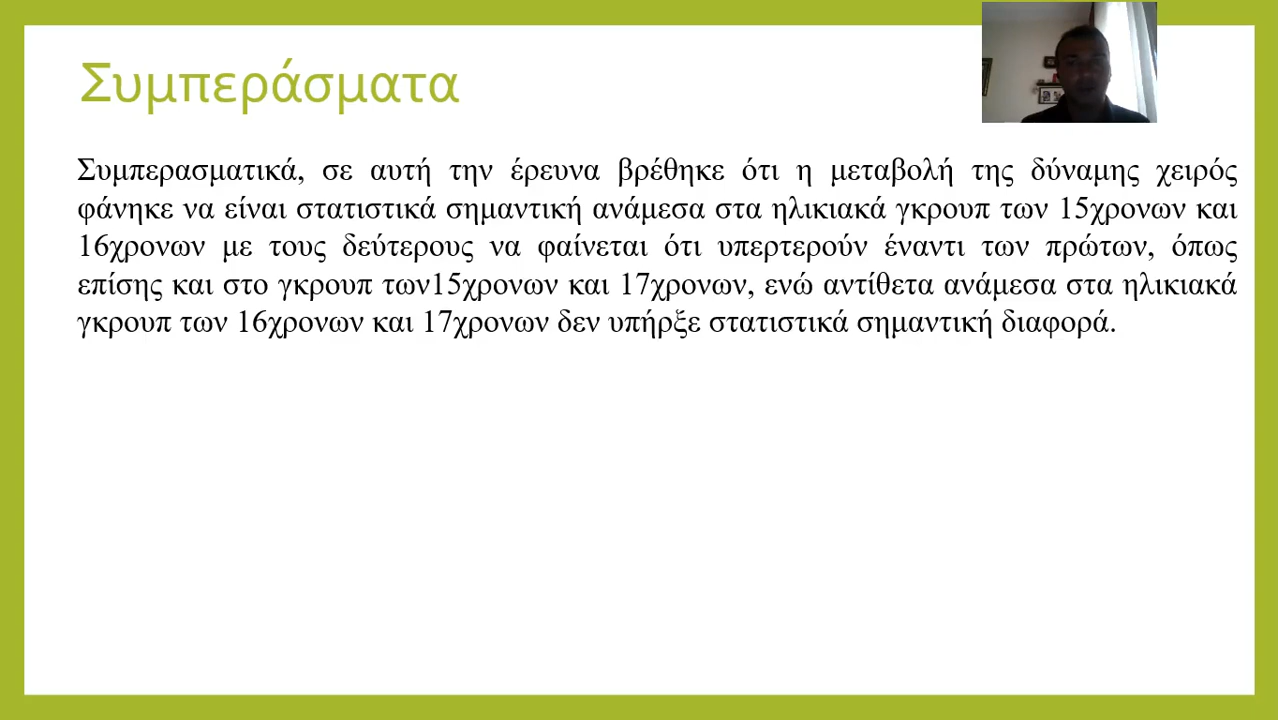 Συμπεράσματα
Συμπερασματικά, σε αυτή την έρευνα βρέθηκε ότι η μεταβολή της δύναμης χειρός
φάνηκε να είναι στατιστικά σημαντική ανάμεσα στα ηλικιακά γκρουπ των 15χρονων και
16χρονων με τους δεύτερους να φαίνεται ότι υπερτερούν έναντι των πρώτων, όπως
επίσης και στο γκρουπ των15χρονων και 17χρονων, ενώ αντίθετα ανάμεσα στα ηλικιακά
γκρουπ των 16χρονων και 17χρονων δεν υπήρξε στατιστικά σημαντική διαφορά.